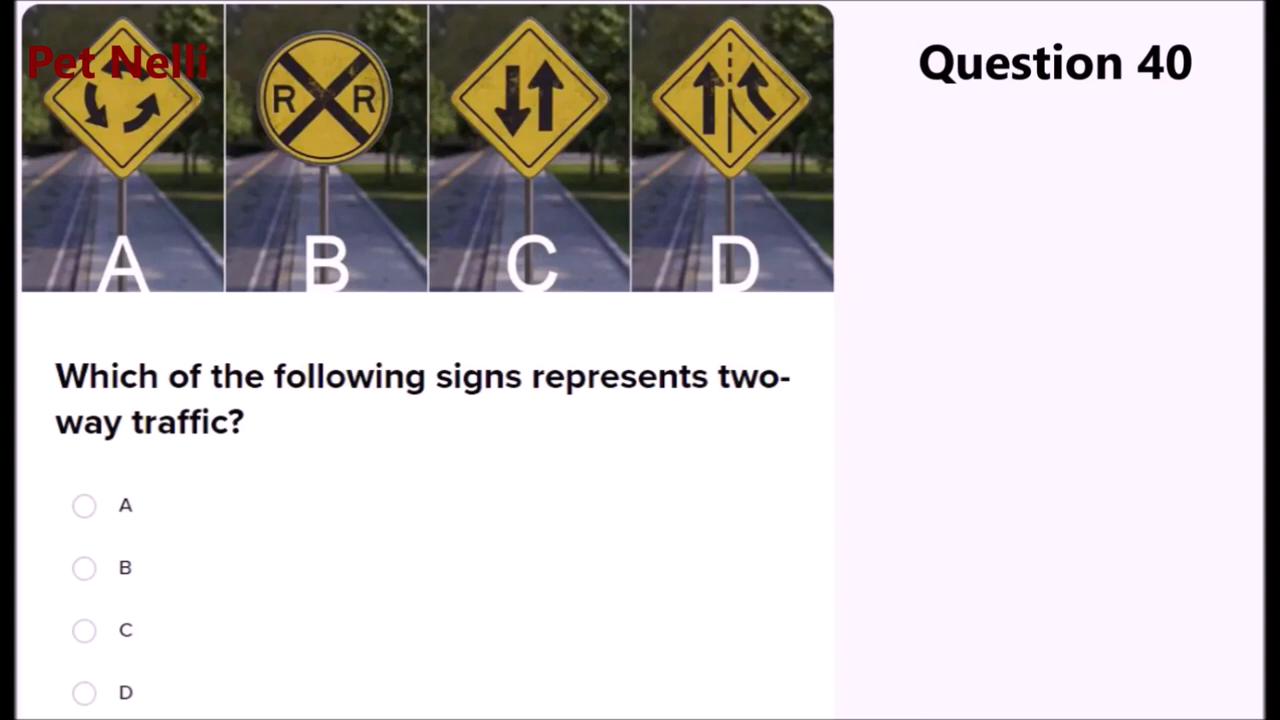 Pet Nelli
Question 40
R R
A B C D
Which of the following signs represents two-
way traffic?
A
B
C
D